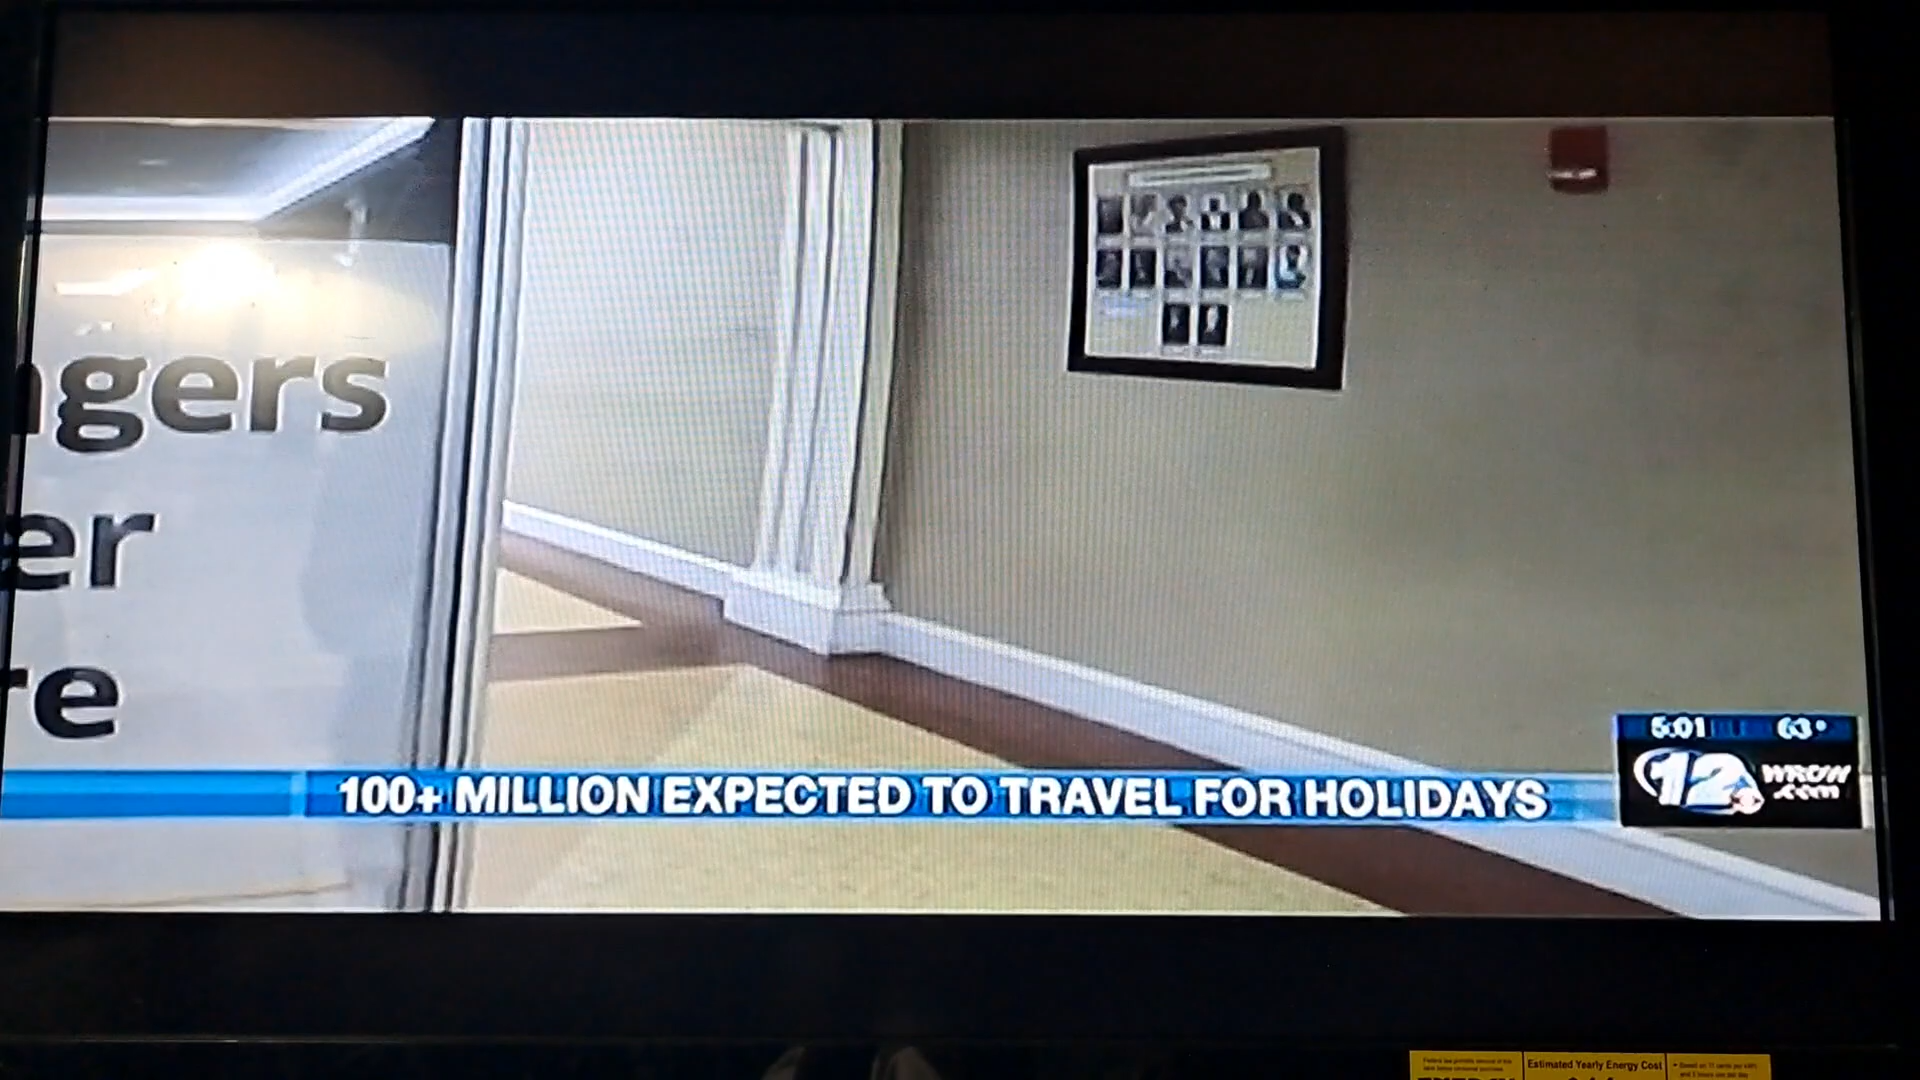 agers
er
re
100+ MILLION EXPECTED TO TRAVEL FOR HOLIDAYS
5:01 63°
12 WRDW
.com
Estimated Yearly Energy Cost